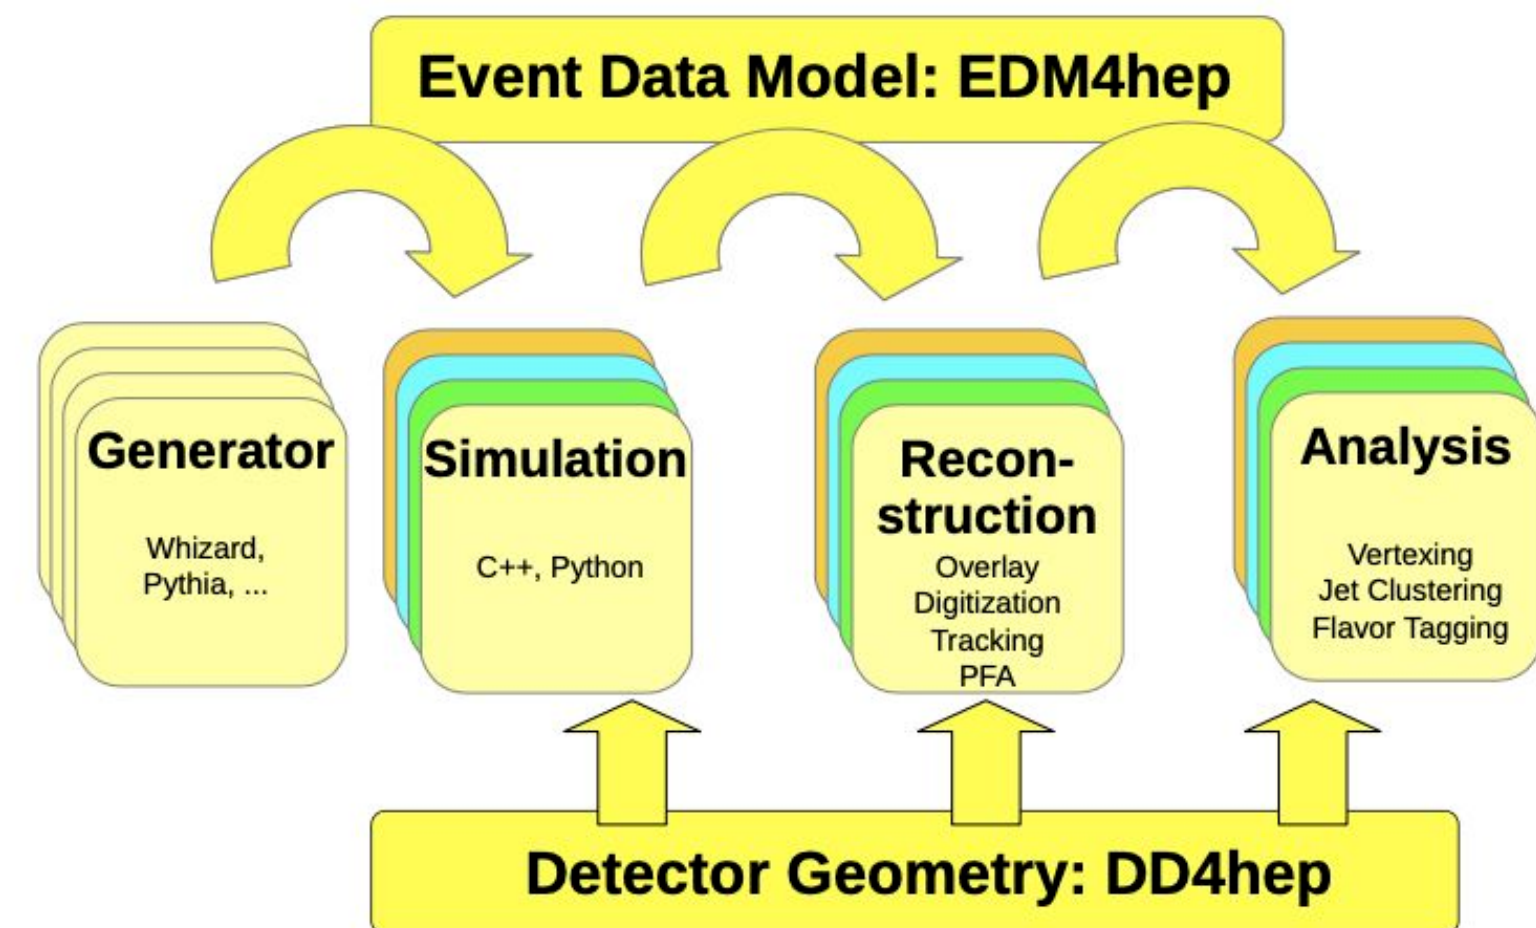 Event Data Model: EDM4hep
Generator
Whizard,
Pythia, ...
Simulation
C++, Python
Recon-
struction
Overlay
Digitization
Tracking
PFA
Analysis
Vertexing
Jet Clustering
Flavor Tagging
Detector Geometry: DD4hep